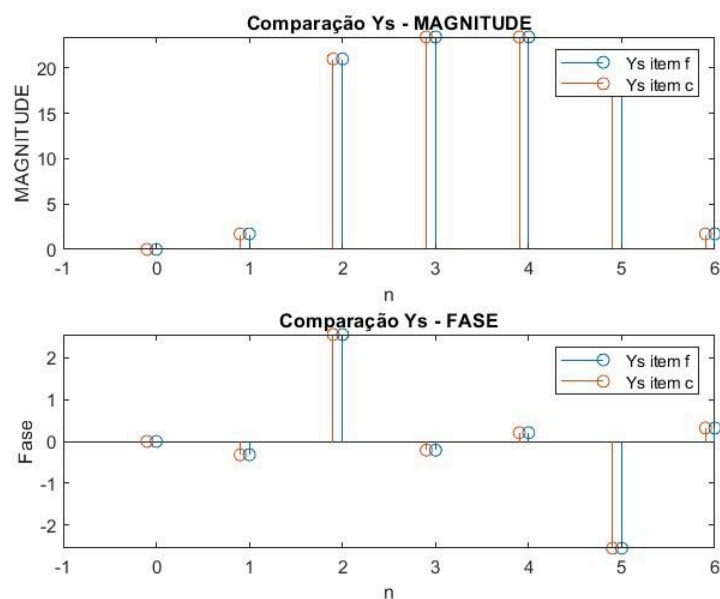 Comparação Ys - MAGNITUDE
MAGNITUDE
20
15
10
5
0
-1 0 1 2 3 4 5 6
n
Ys item f
Ys item c
Comparação Ys - FASE
Fase
2
1
0
-1
-2
-1 0 1 2 3 4 5 6
n
Ys item f
Ys item c